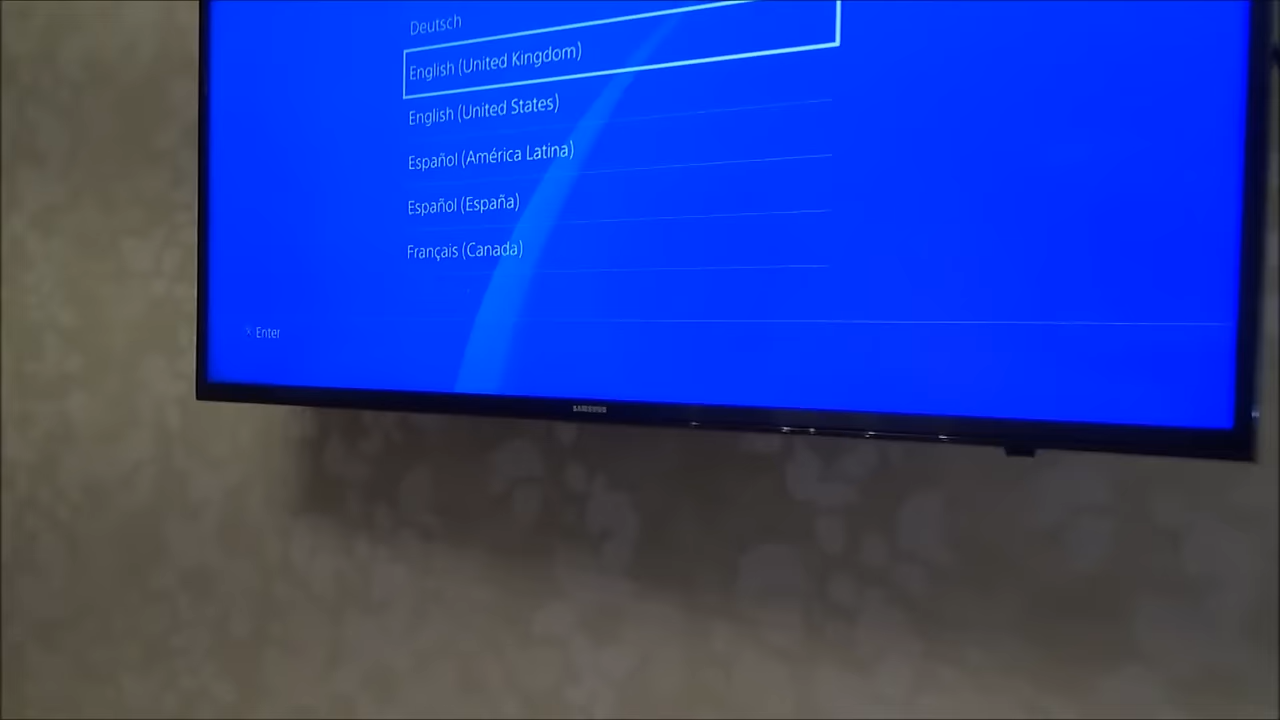 Deutsch
English (United Kingdom)
English (United States)
Español (América Latina)
Español (España)
Français (Canada)
Enter
SAMSUNG